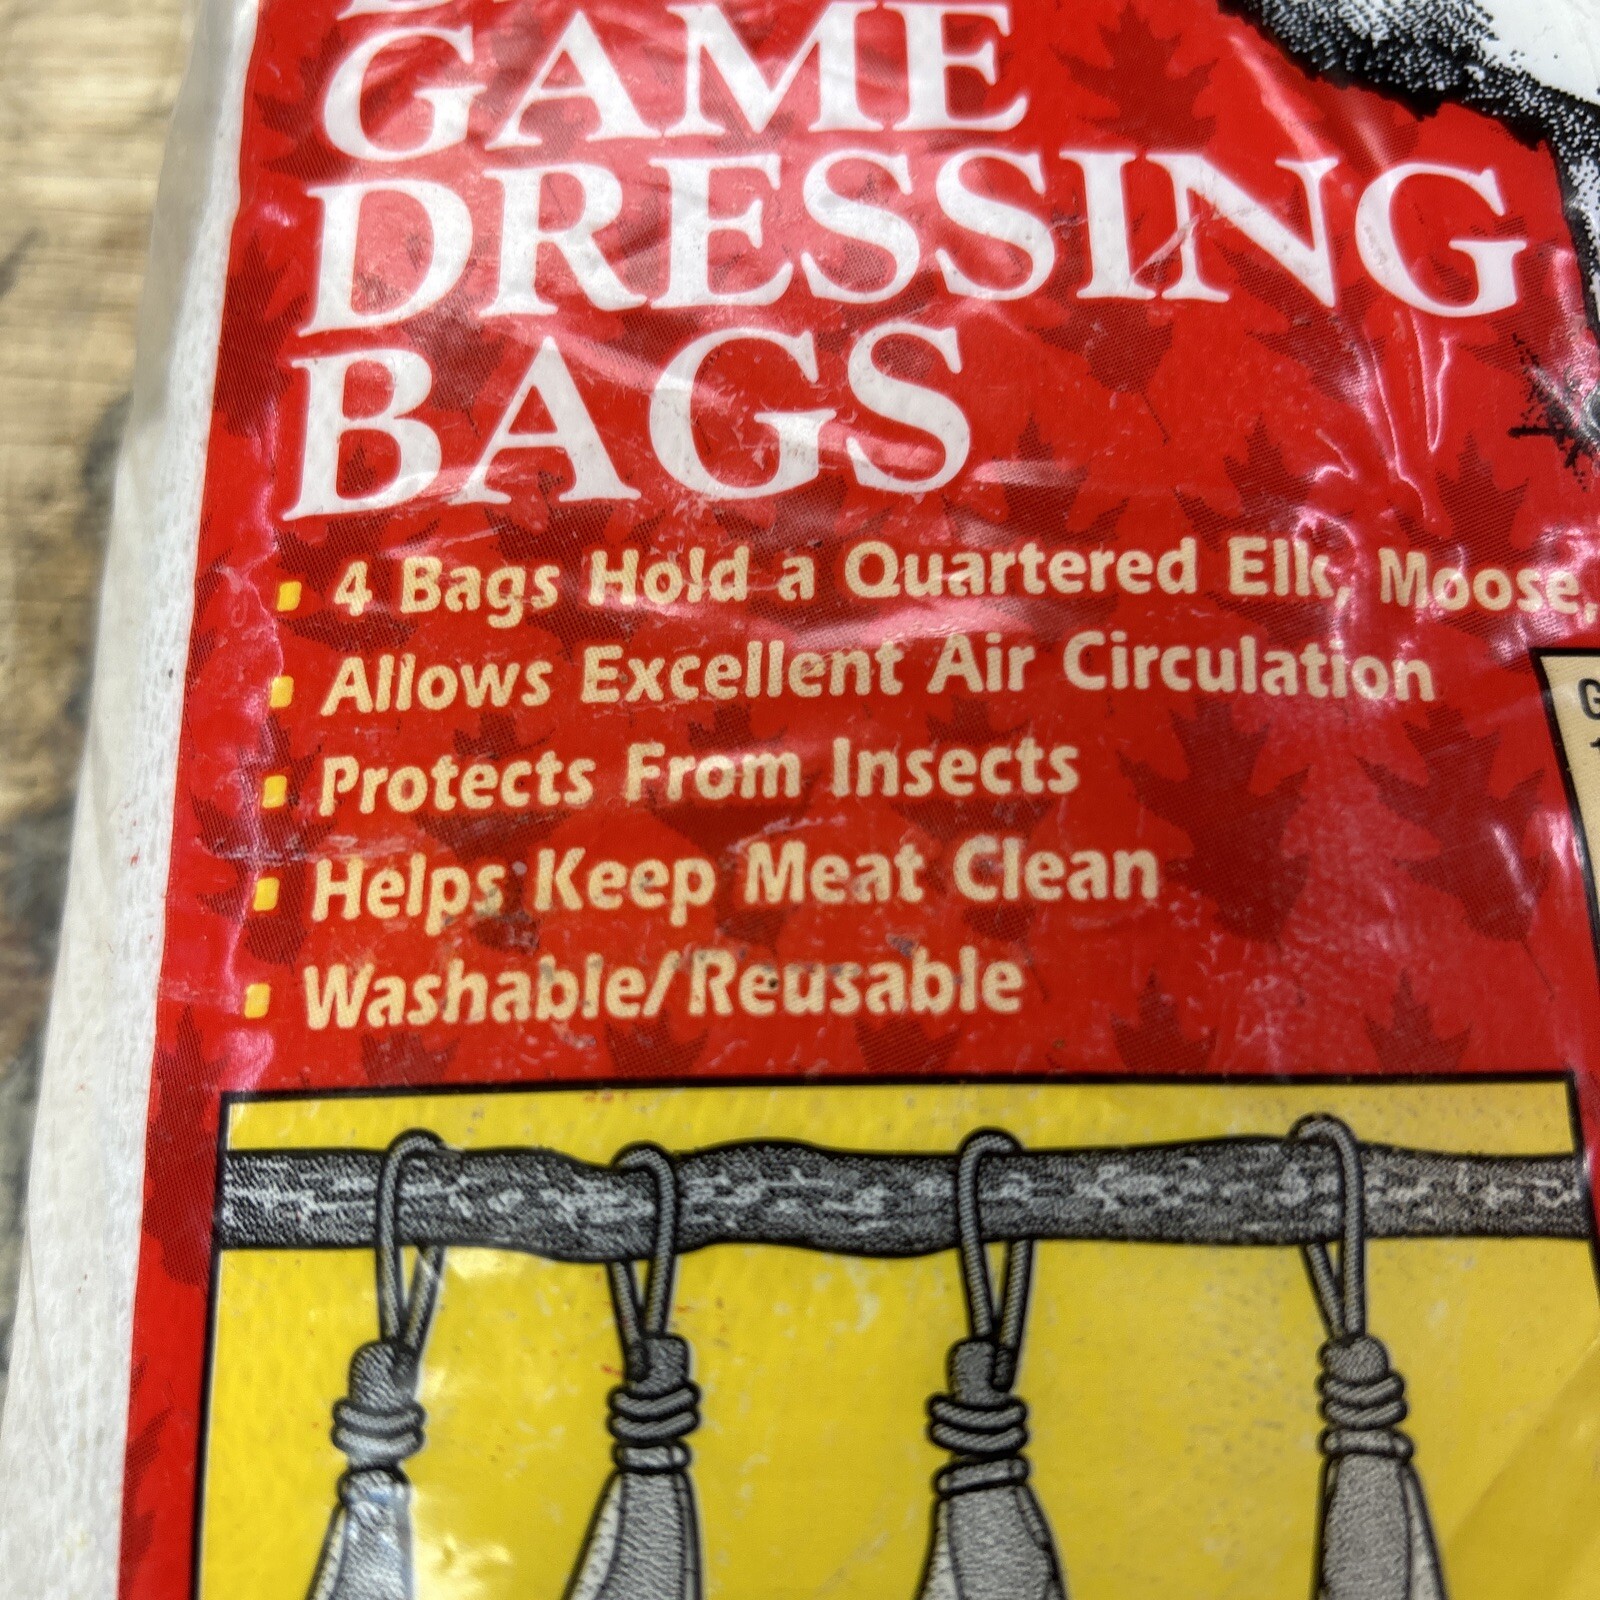 GAME
DRESSING
BAGS
4 Bags Hold a Quartered Elk, Moose,
Allows Excellent Air Circulation
Protects From Insects
Helps Keep Meat Clean
Washable/Reusable